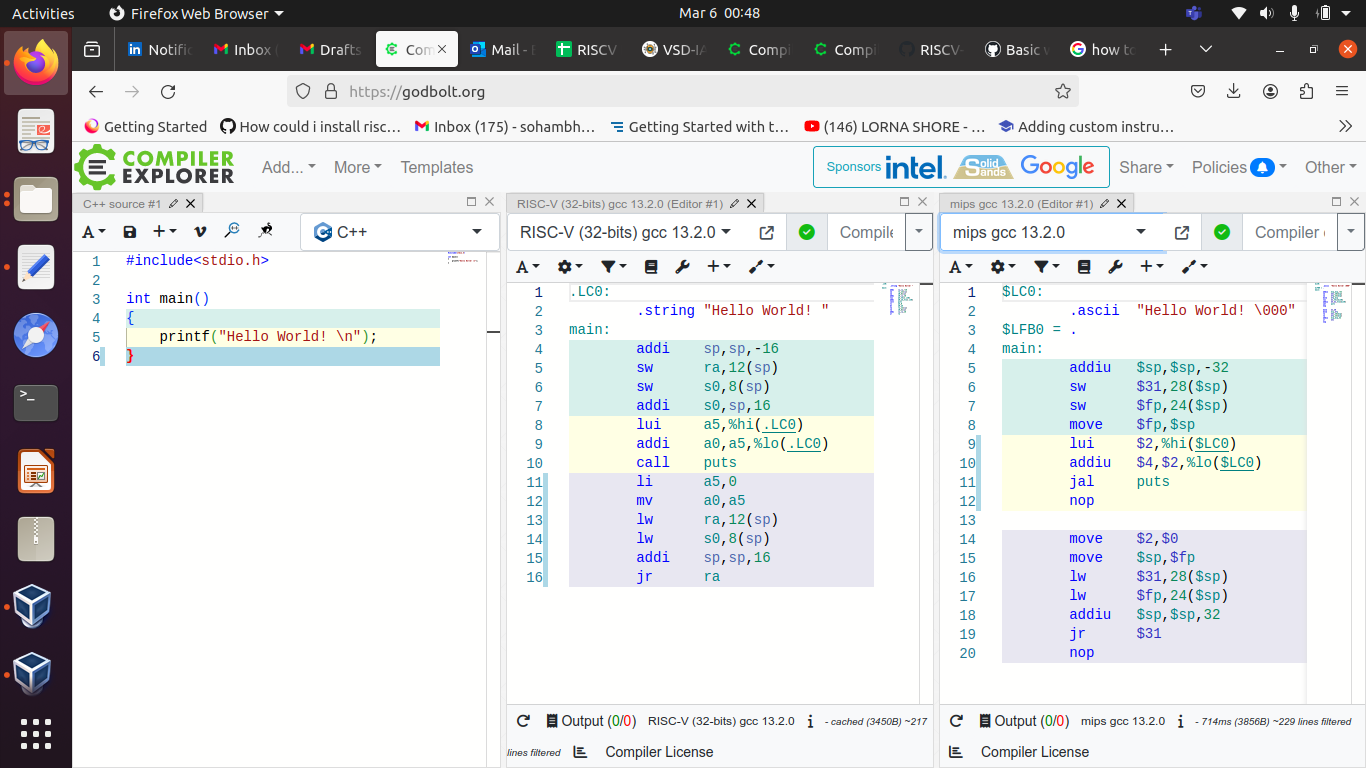 Activities
Firefox Web Browser
Mar 6 00:48
Notific
Inbox (
Drafts
Com
Mail -
RISCV
VSD-IA
Compi
Compi
RISCV-
Basic
how to
https://godbolt.org
Getting Started
How could i install risc…
Inbox (175) - sohambh…
Getting Started with t…
(146) LORNA SHORE - …
Adding custom instru…
COMPILER
EXPLORER
Add...
More
Templates
Sponsors
intel.
Solid Sands
Google
Share
Policies
Other
C++ source #1
A
C++
1 #include<stdio.h>
2
3 int main()
4 {
5 printf("Hello World! \n");
6 }
RISC-V (32-bits) gcc 13.2.0 (Editor #1)
RISC-V (32-bits) gcc 13.2.0
Compile
A
1 .LC0:
2 .string "Hello World! "
3 main:
4 addi sp,sp,-16
5 sw ra,12(sp)
6 sw s0,8(sp)
7 addi s0,sp,16
8 lui a5,%hi(.LC0)
9 addi a0,a5,%lo(.LC0)
10 call puts
11 li a5,0
12 mv a0,a5
13 lw ra,12(sp)
14 lw s0,8(sp)
15 addi sp,sp,16
16 jr ra
Output (0/0)
RISC-V (32-bits) gcc 13.2.0
i
- cached (3450B) ~217
lines filtered
Compiler License
mips gcc 13.2.0 (Editor #1)
mips gcc 13.2.0
Compiler
A
1 $LC0:
2 .ascii "Hello World! \000"
3 $LFB0 = .
4 main:
5 addiu $sp,$sp,-32
6 sw $31,28($sp)
7 sw $fp,24($sp)
8 move $fp,$sp
9 lui $2,%hi($LC0)
10 addiu $4,$2,%lo($LC0)
11 jal puts
12 nop
13
14 move $2,$0
15 move $sp,$fp
16 lw $31,28($sp)
17 lw $fp,24($sp)
18 addiu $sp,$sp,32
19 jr $31
20 nop
Output (0/0)
mips gcc 13.2.0
i
- 714ms (3856B) ~229 lines filtered
Compiler License